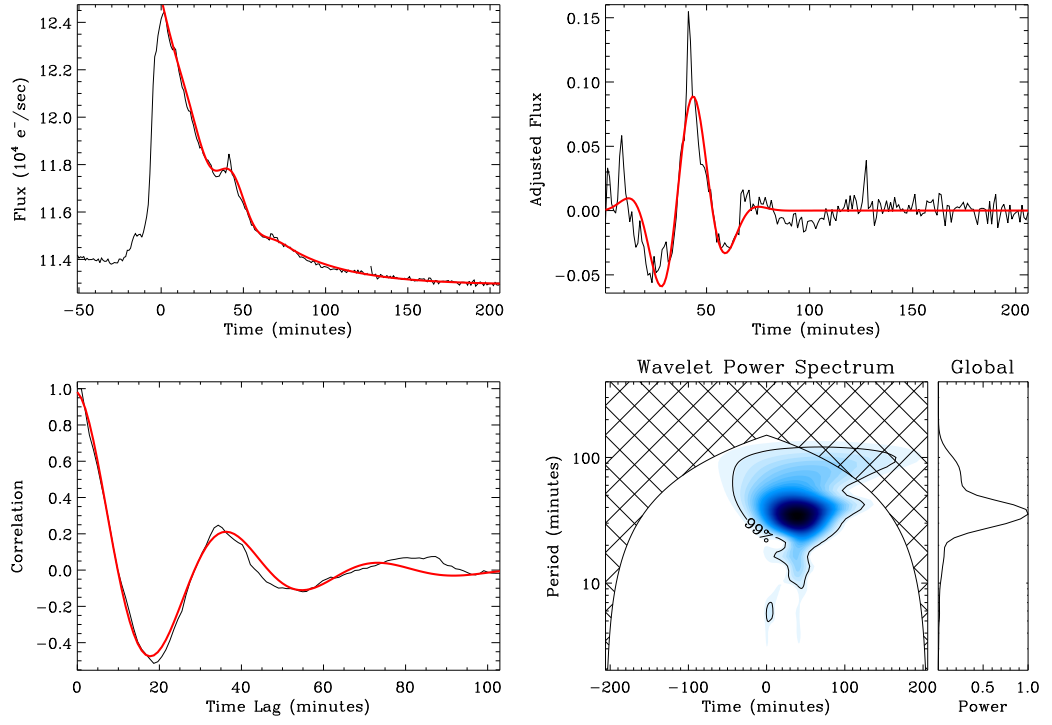 12.4
12.2
12.0
11.8
11.6
11.4
Flux (10⁴ e⁻/sec)
−50 0 50 100 150 200
Time (minutes)
0.15
0.10
0.05
0.00
−0.05
Adjusted Flux
50 100 150 200
Time (minutes)
1.0
0.8
0.6
0.4
0.2
0.0
−0.2
−0.4
Correlation
0 20 40 60 80 100
Time Lag (minutes)
Wavelet Power Spectrum
100
10
Period (minutes)
99%
−200 −100 0 100 200
Time (minutes)
Global
0.5 1.0
Power